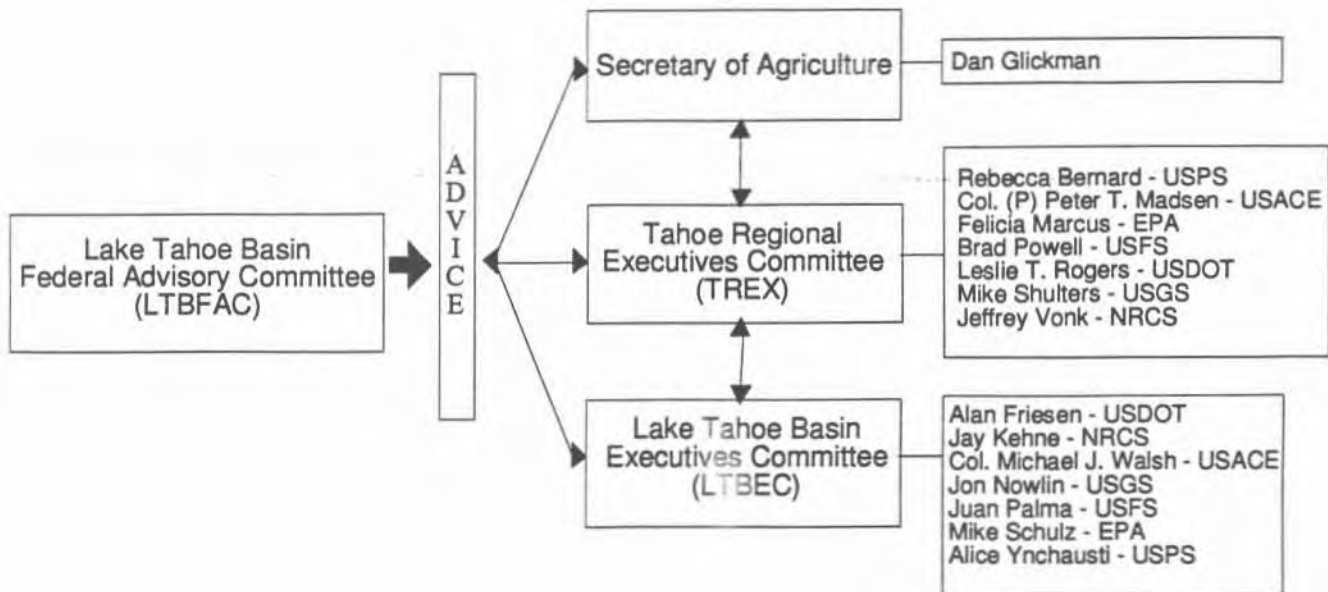 Lake Tahoe Basin
Federal Advisory Committee
(LTBFAC)
ADVICE
Secretary of Agriculture
Dan Glickman
Tahoe Regional
Executives Committee
(TREX)
Rebecca Bernard - USPS
Col. (P) Peter T. Madsen - USACE
Felicia Marcus - EPA
Brad Powell - USFS
Leslie T. Rogers - USDOT
Mike Shulters - USGS
Jeffrey Vonk - NRCS
Lake Tahoe Basin
Executives Committee
(LTBEC)
Alan Friesen - USDOT
Jay Kehne - NRCS
Col. Michael J. Walsh - USACE
Jon Nowlin - USGS
Juan Palma - USFS
Mike Schulz - EPA
Alice Ynchausti - USPS